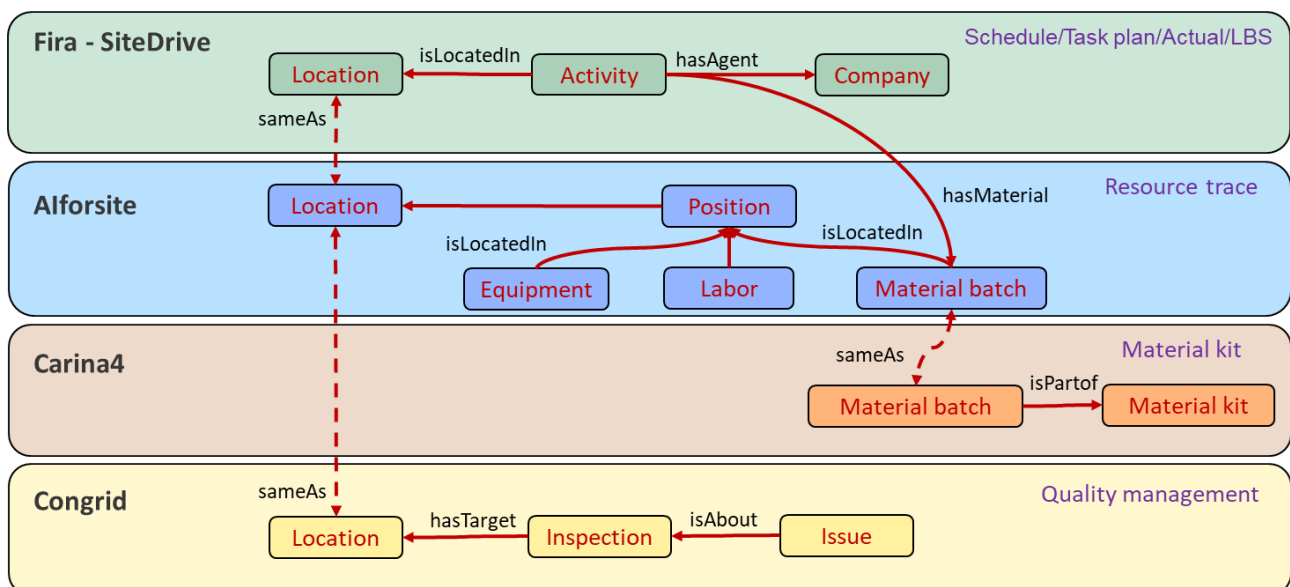 Fira - SiteDrive
Schedule/Task plan/Actual/LBS
isLocatedIn
hasAgent
Location
Activity
Company
sameAs
Alforsite
Resource trace
Location
Position
hasMaterial
isLocatedIn
isLocatedIn
Equipment
Labor
Material batch
Carina4
Material kit
sameAs
isPartof
Material batch
Material kit
Congrid
sameAs
Quality management
hasTarget
isAbout
Location
Inspection
Issue